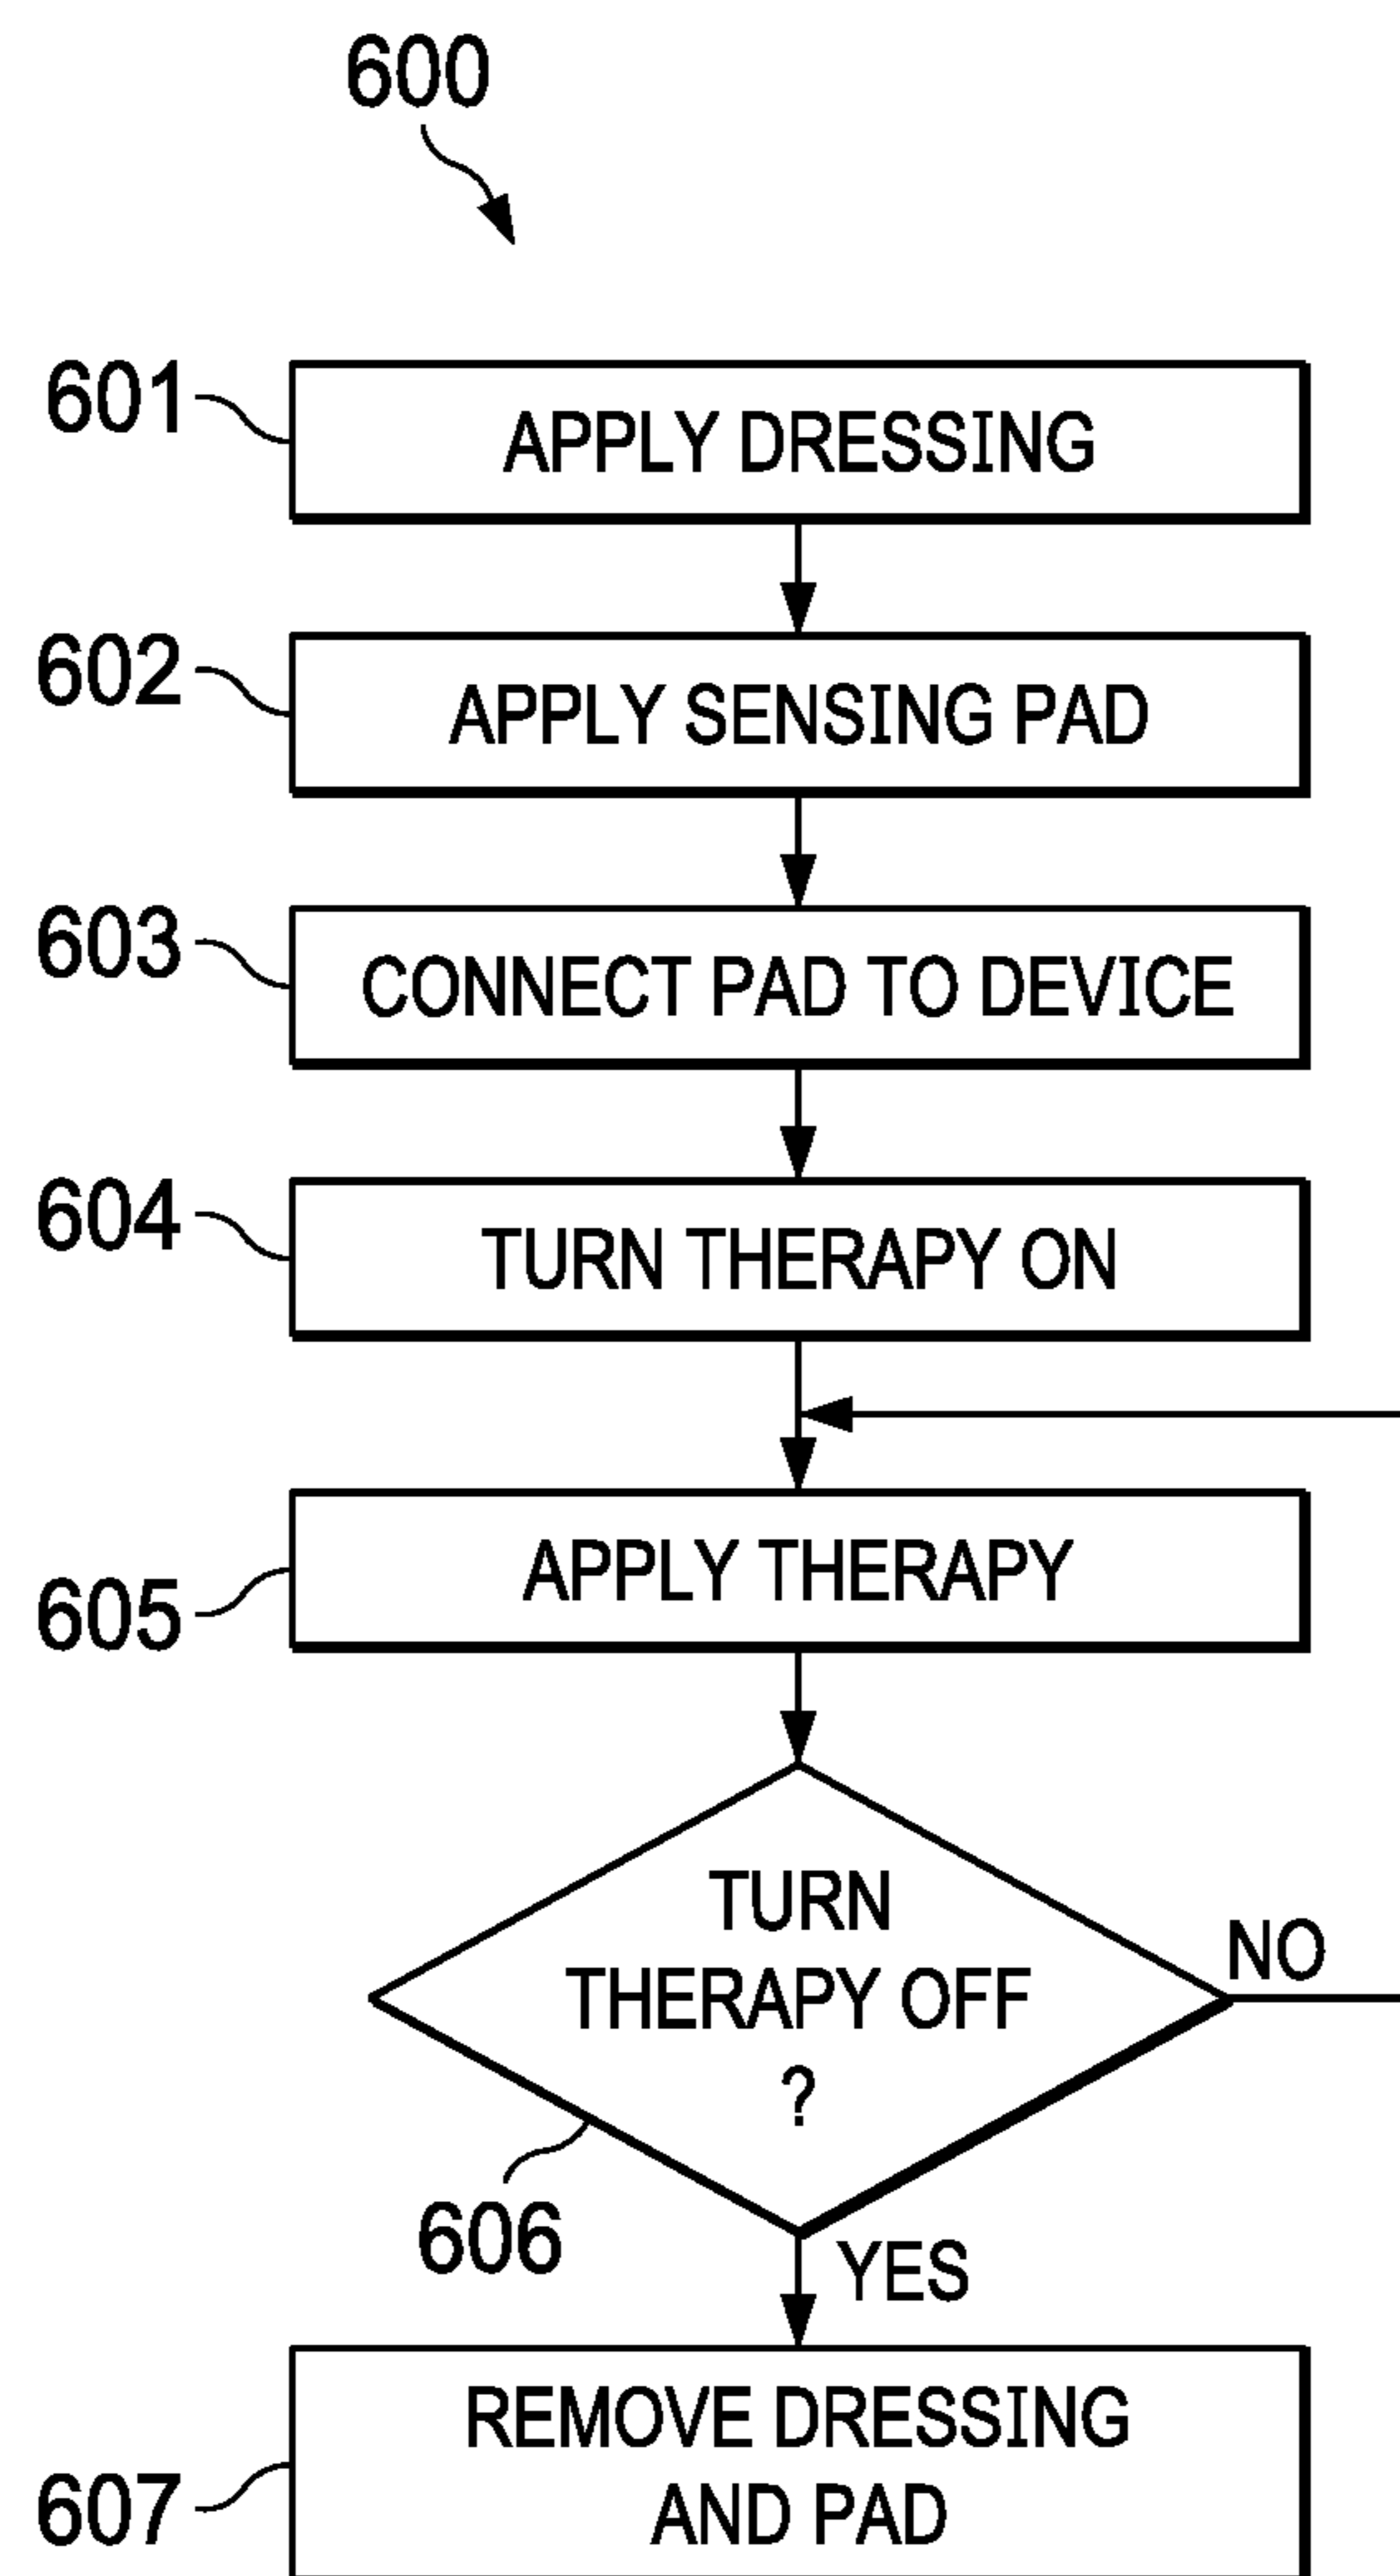 600
601
APPLY DRESSING
602
APPLY SENSING PAD
603
CONNECT PAD TO DEVICE
604
TURN THERAPY ON
605
APPLY THERAPY
TURN
THERAPY OFF
?
NO
606
YES
607
REMOVE DRESSING
AND PAD